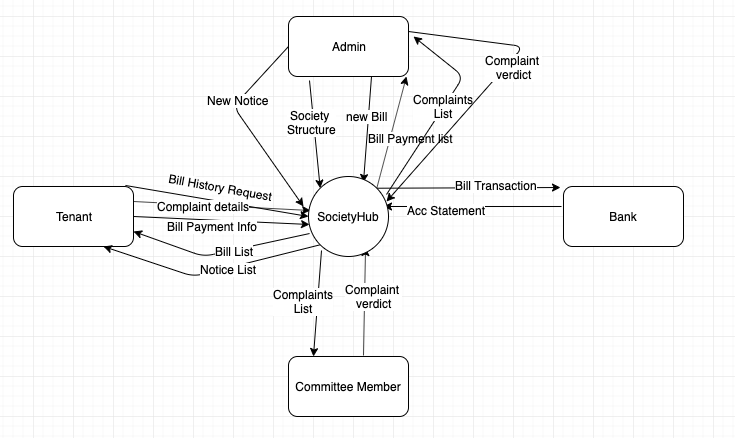 Admin
Complaint
verdict
New Notice
Society
Structure
new Bill
Complaints
List
Bill Payment list
Bill History Request
Complaint details
Bill Payment Info
Tenant
SocietyHub
Bill Transaction
Acc Statement
Bank
Bill List
Notice List
Complaints
List
Complaint
verdict
Committee Member